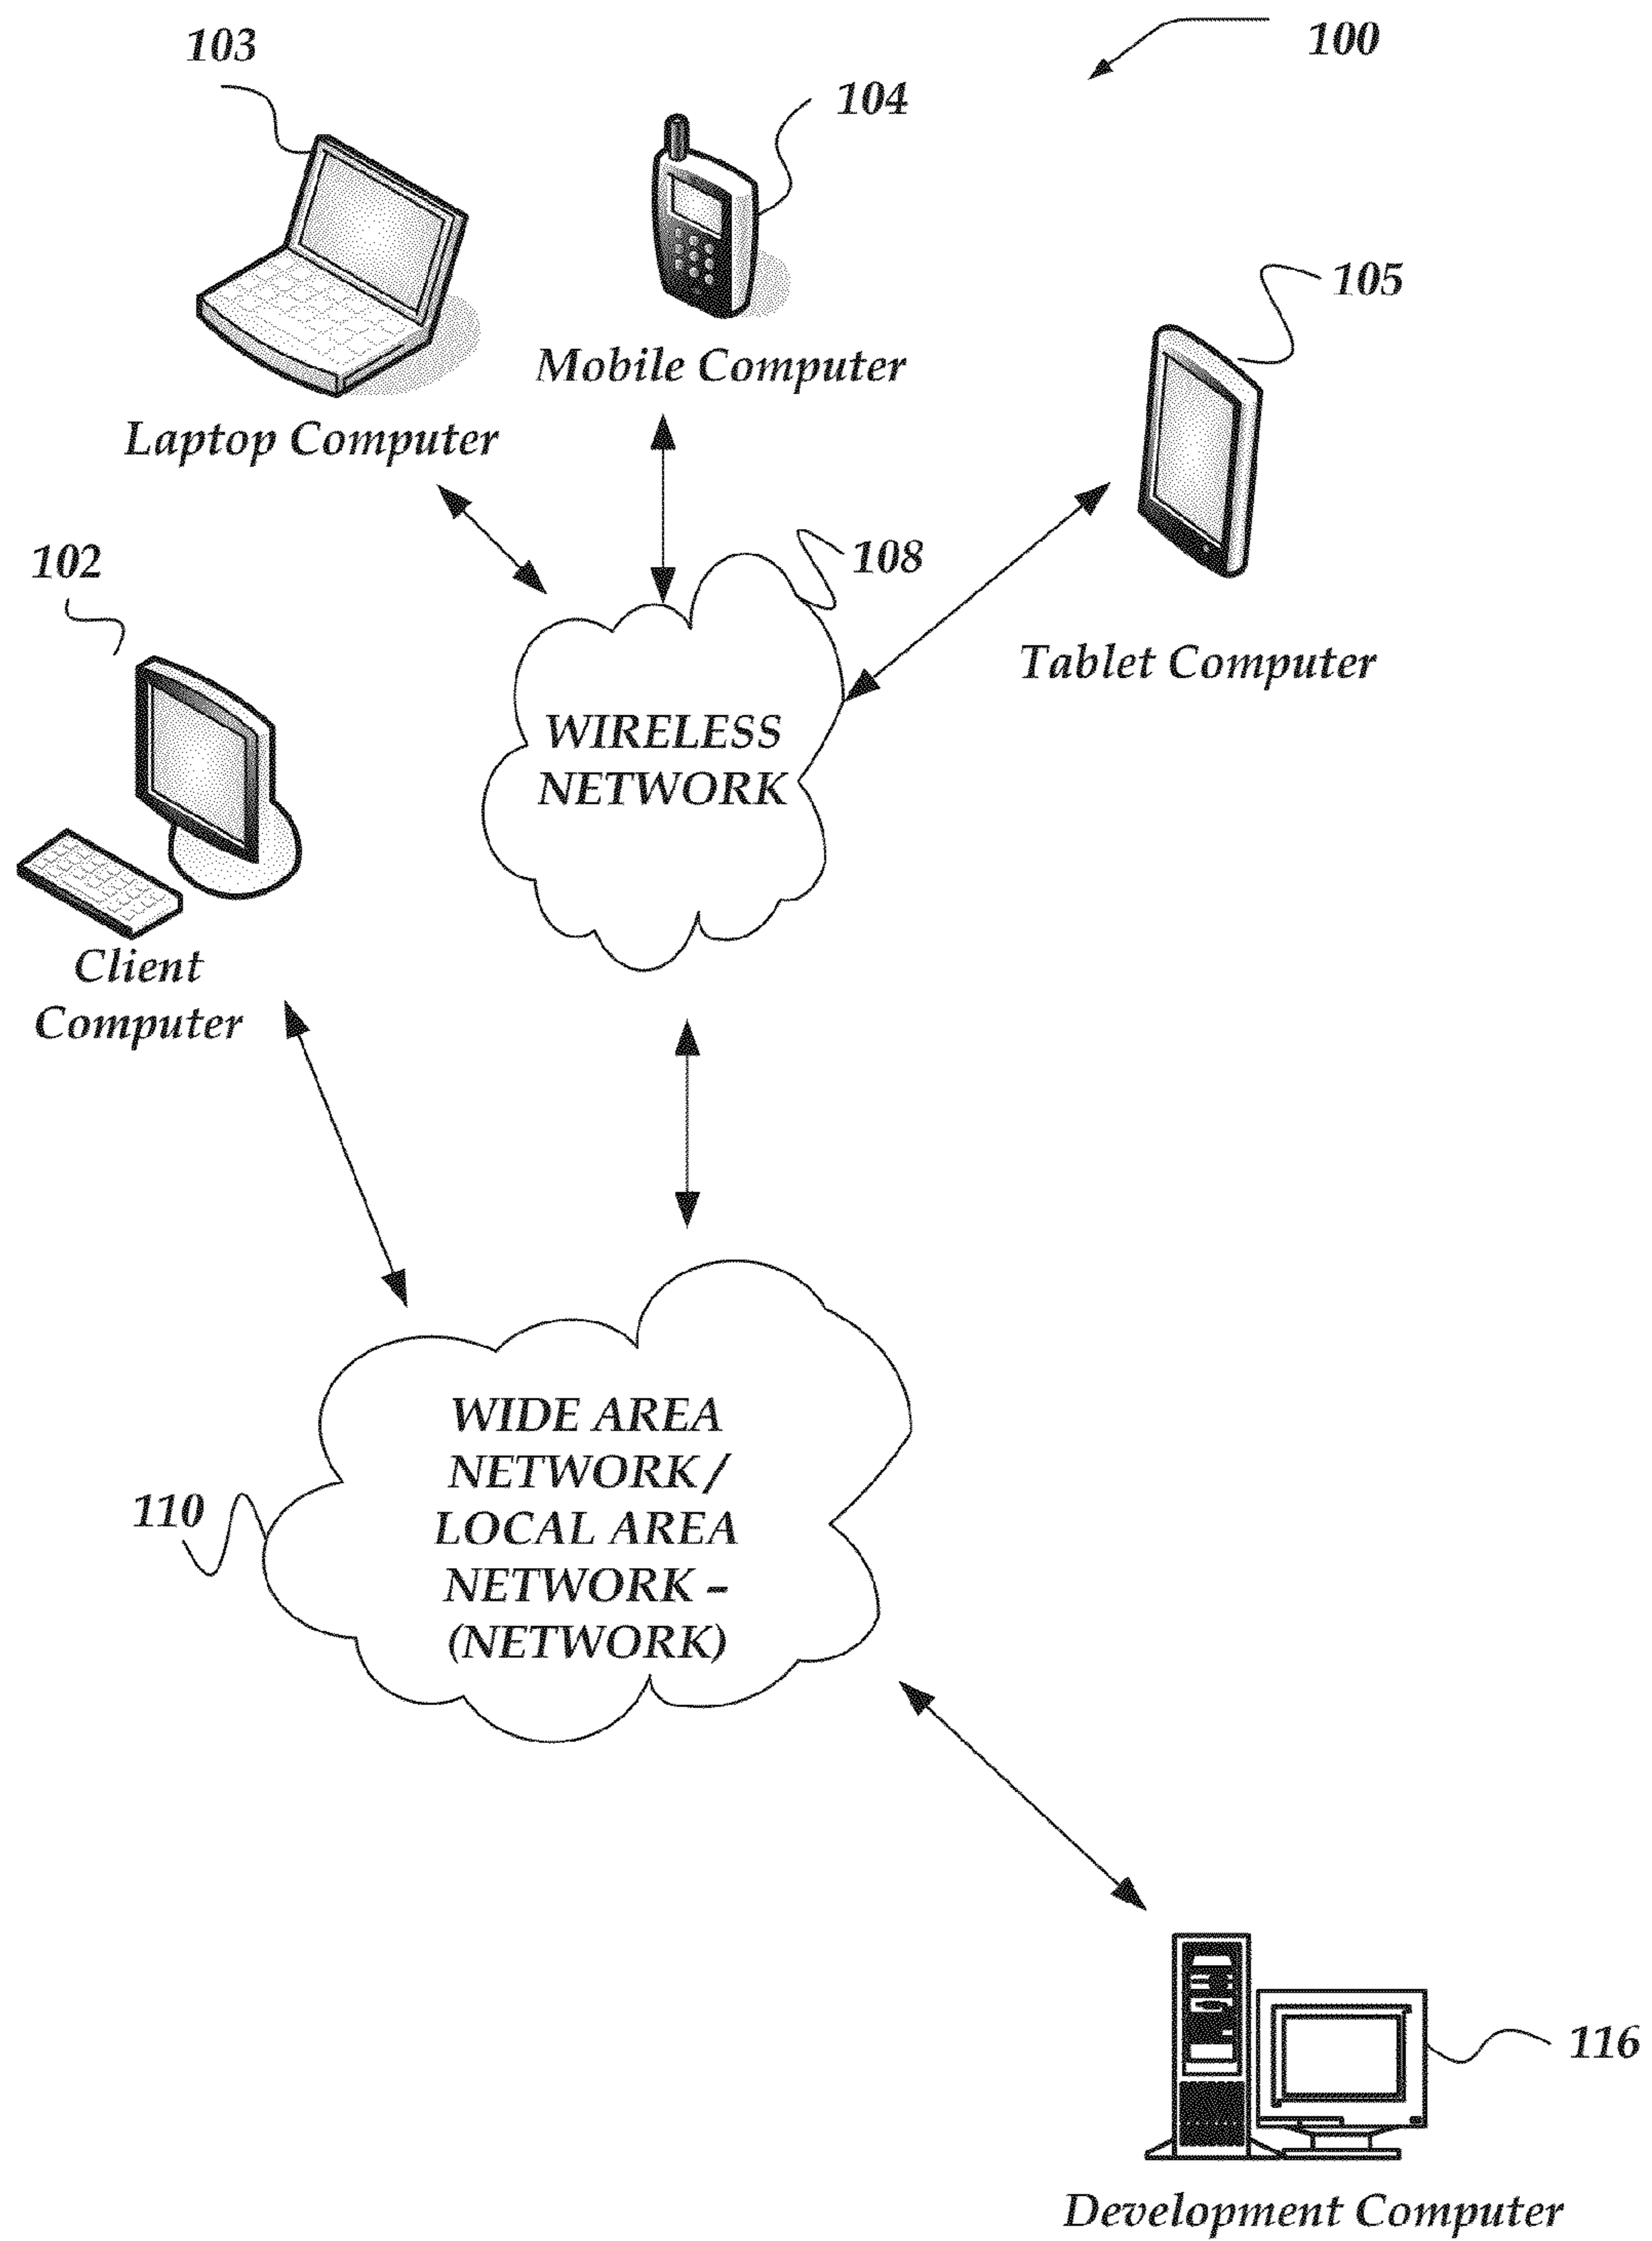 103
100
104
105
Mobile Computer
Laptop Computer
108
102
Tablet Computer
WIRELESS
NETWORK
Client
Computer
WIDE AREA
NETWORK /
LOCAL AREA
NETWORK –
(NETWORK)
110
116
Development Computer